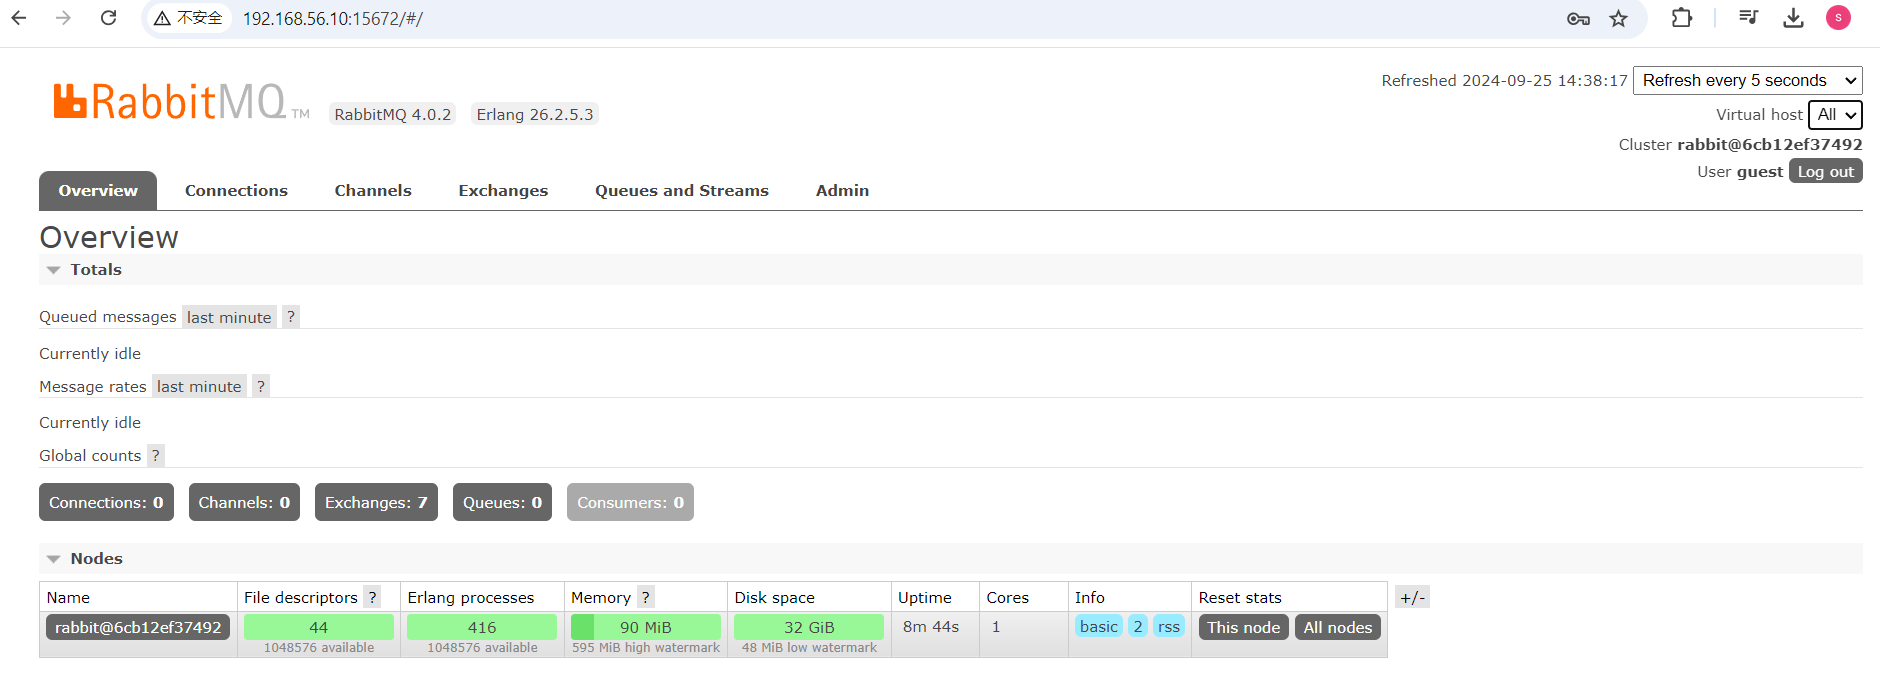 不安全 192.168.56.10:15672/#/ s
Refreshed 2024-09-25 14:38:17 Refresh every 5 seconds
RabbitMQ TM RabbitMQ 4.0.2 Erlang 26.2.5.3
Virtual host All
Cluster rabbit@6cb12ef37492
User guest Log out
Overview Connections Channels Exchanges Queues and Streams Admin
Overview
Totals
Queued messages last minute ?
Currently idle
Message rates last minute ?
Currently idle
Global counts ?
Connections: 0 Channels: 0 Exchanges: 7 Queues: 0 Consumers: 0
Nodes
Name File descriptors ? Erlang processes Memory ? Disk space Uptime Cores Info Reset stats +/-
rabbit@6cb12ef37492 44 416 90 MiB 32 GiB 8m 44s 1 basic 2 rss This node All nodes
1048576 available 1048576 available 595 MiB high watermark 48 MiB low watermark